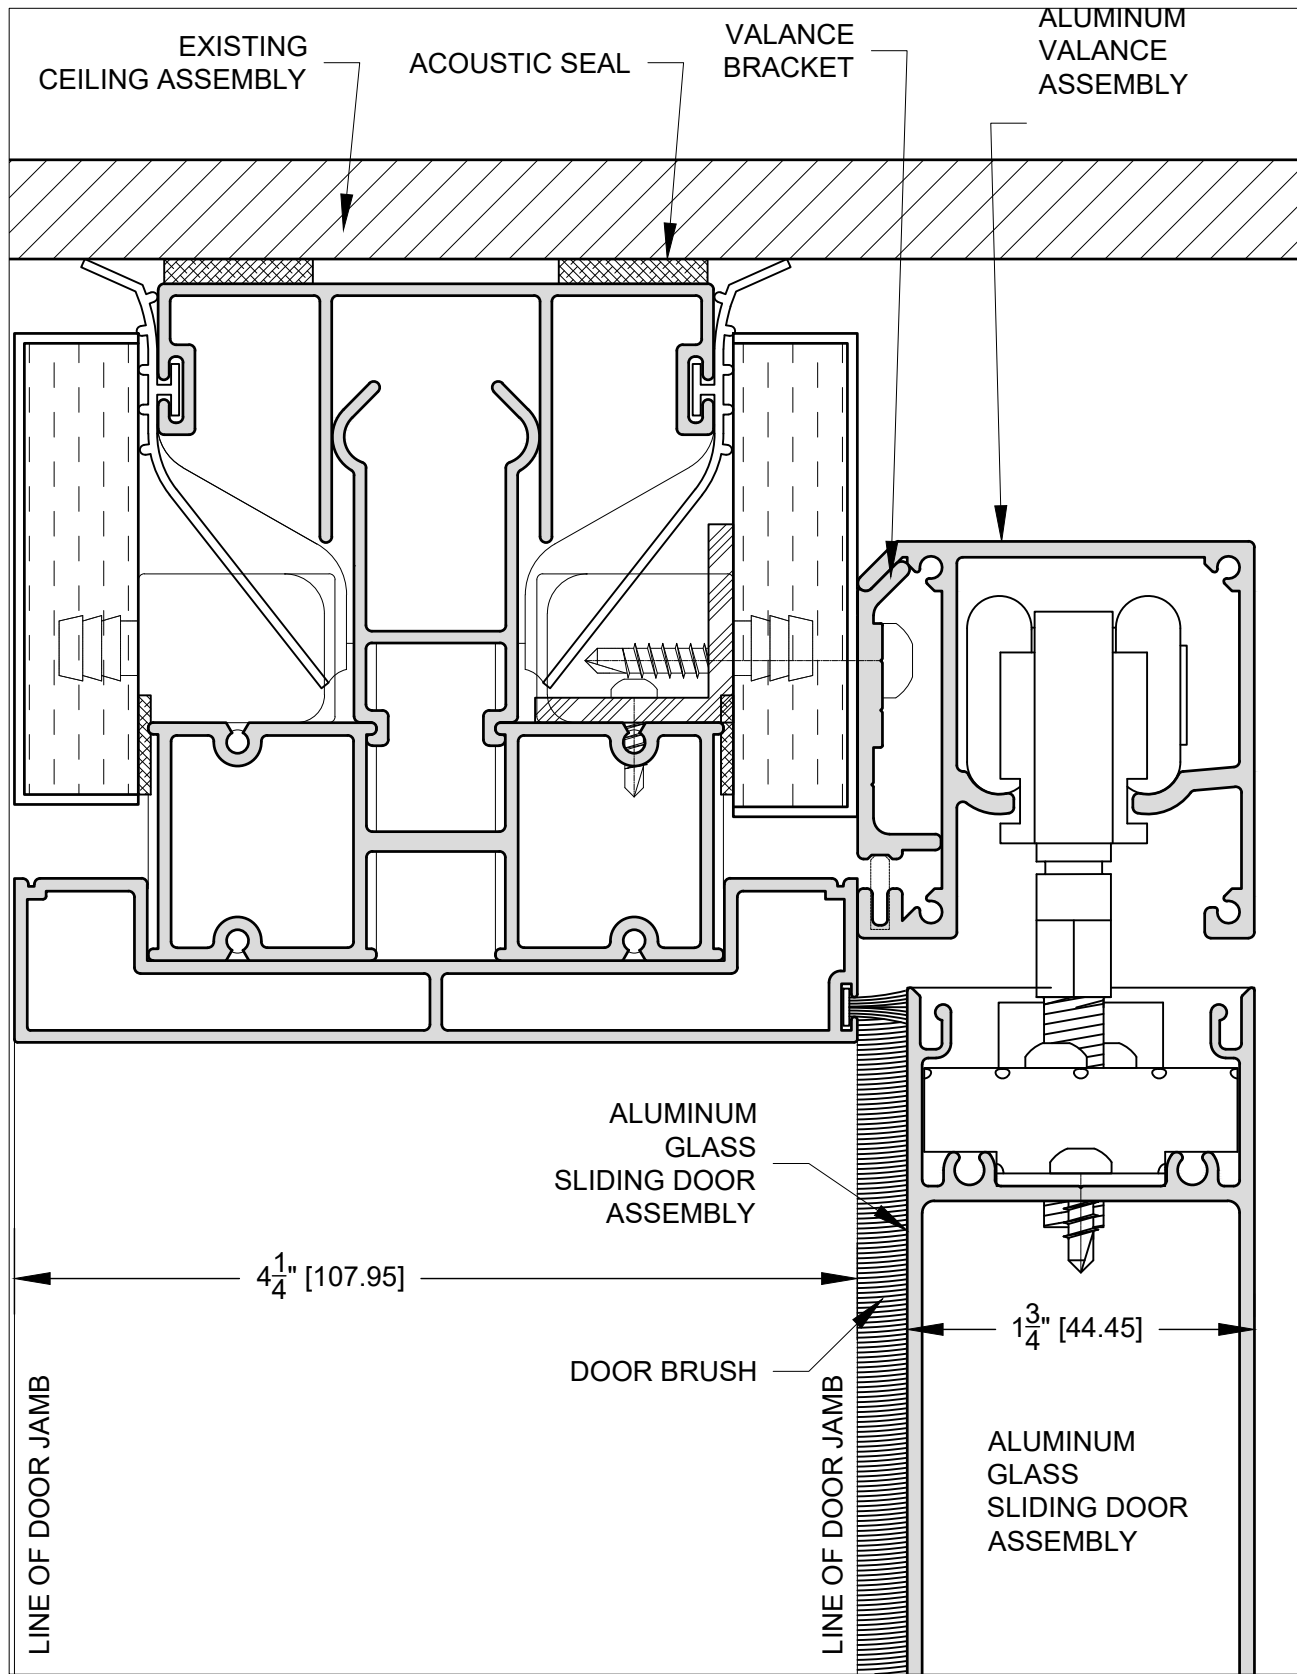 EXISTING
CEILING ASSEMBLY
ACOUSTIC SEAL
VALANCE
BRACKET
ALUMINUM
VALANCE
ASSEMBLY
ALUMINUM
GLASS
SLIDING DOOR
ASSEMBLY
4 1/4" [107.95]
1 3/4" [44.45]
DOOR BRUSH
LINE OF DOOR JAMB
LINE OF DOOR JAMB
ALUMINUM
GLASS
SLIDING DOOR
ASSEMBLY